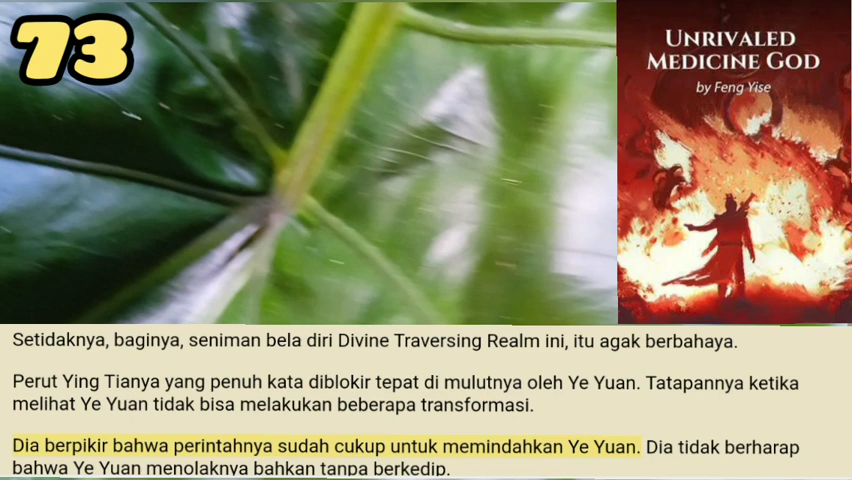 73
UNRIVALED
MEDICINE GOD
by Feng Yise
Setidaknya, baginya, seniman bela diri Divine Traversing Realm ini, itu agak berbahaya.
Perut Ying Tianya yang penuh kata diblokir tepat di mulutnya oleh Ye Yuan. Tatapannya ketika
melihat Ye Yuan tidak bisa melakukan beberapa transformasi.
Dia berpikir bahwa perintahnya sudah cukup untuk memindahkan Ye Yuan. Dia tidak berharap
bahwa Ye Yuan menolaknya bahkan tanpa berkedip.